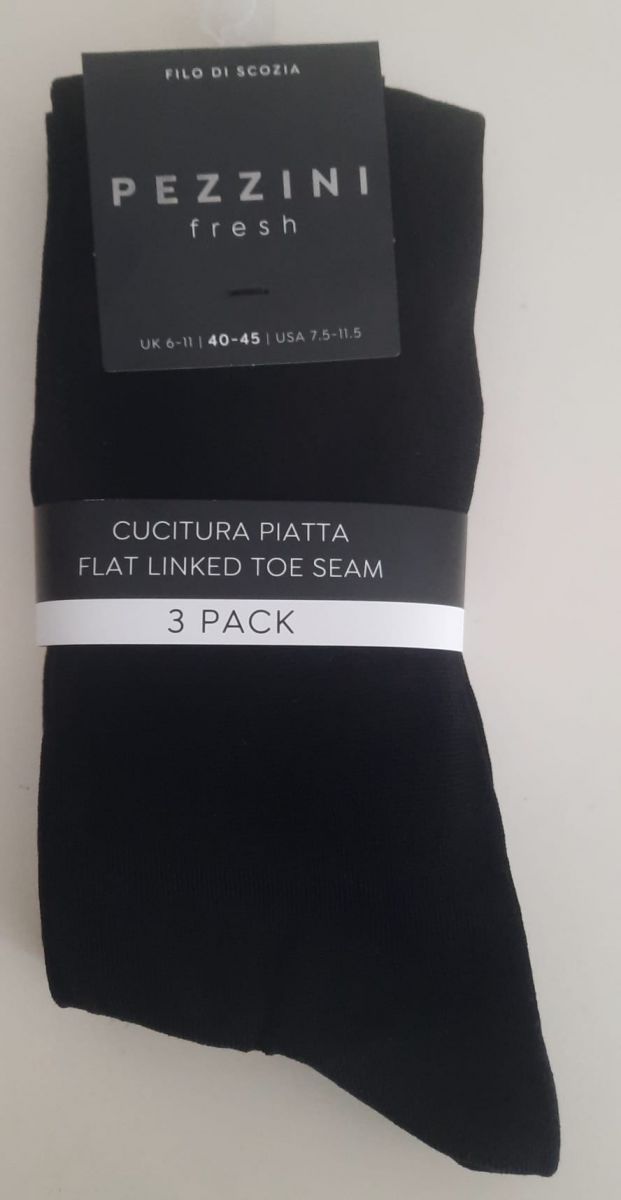 FILO DI SCOZIA
PEZZINI
fresh
UK 6-11 | 40-45 | USA 7.5-11.5
CUCITURA PIATTA
FLAT LINKED TOE SEAM
3 PACK